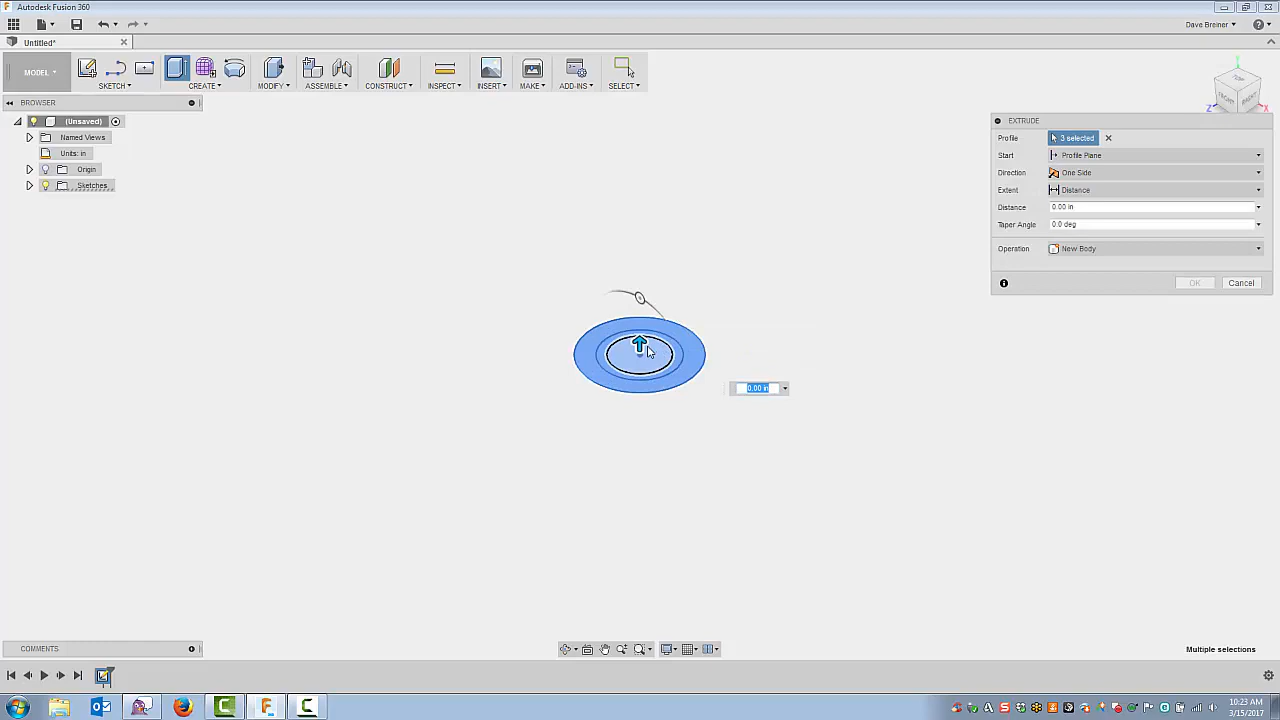 Autodesk Fusion 360
Dave Breiner
Untitled*
MODEL
SKETCH
CREATE
MODIFY
ASSEMBLE
CONSTRUCT
INSPECT
INSERT
MAKE
ADD-INS
SELECT
BROWSER
(Unsaved)
Named Views
Units: in
Origin
Sketches
TOP
FRONT
RIGHT
Z
X
EXTRUDE
Profile 3 selected
Start Profile Plane
Direction One Side
Extent Distance
Distance 0.00 in
Taper Angle 0.0 deg
Operation New Body
OK Cancel
0.00 in
COMMENTS
Multiple selections
10:23 AM
3/15/2017